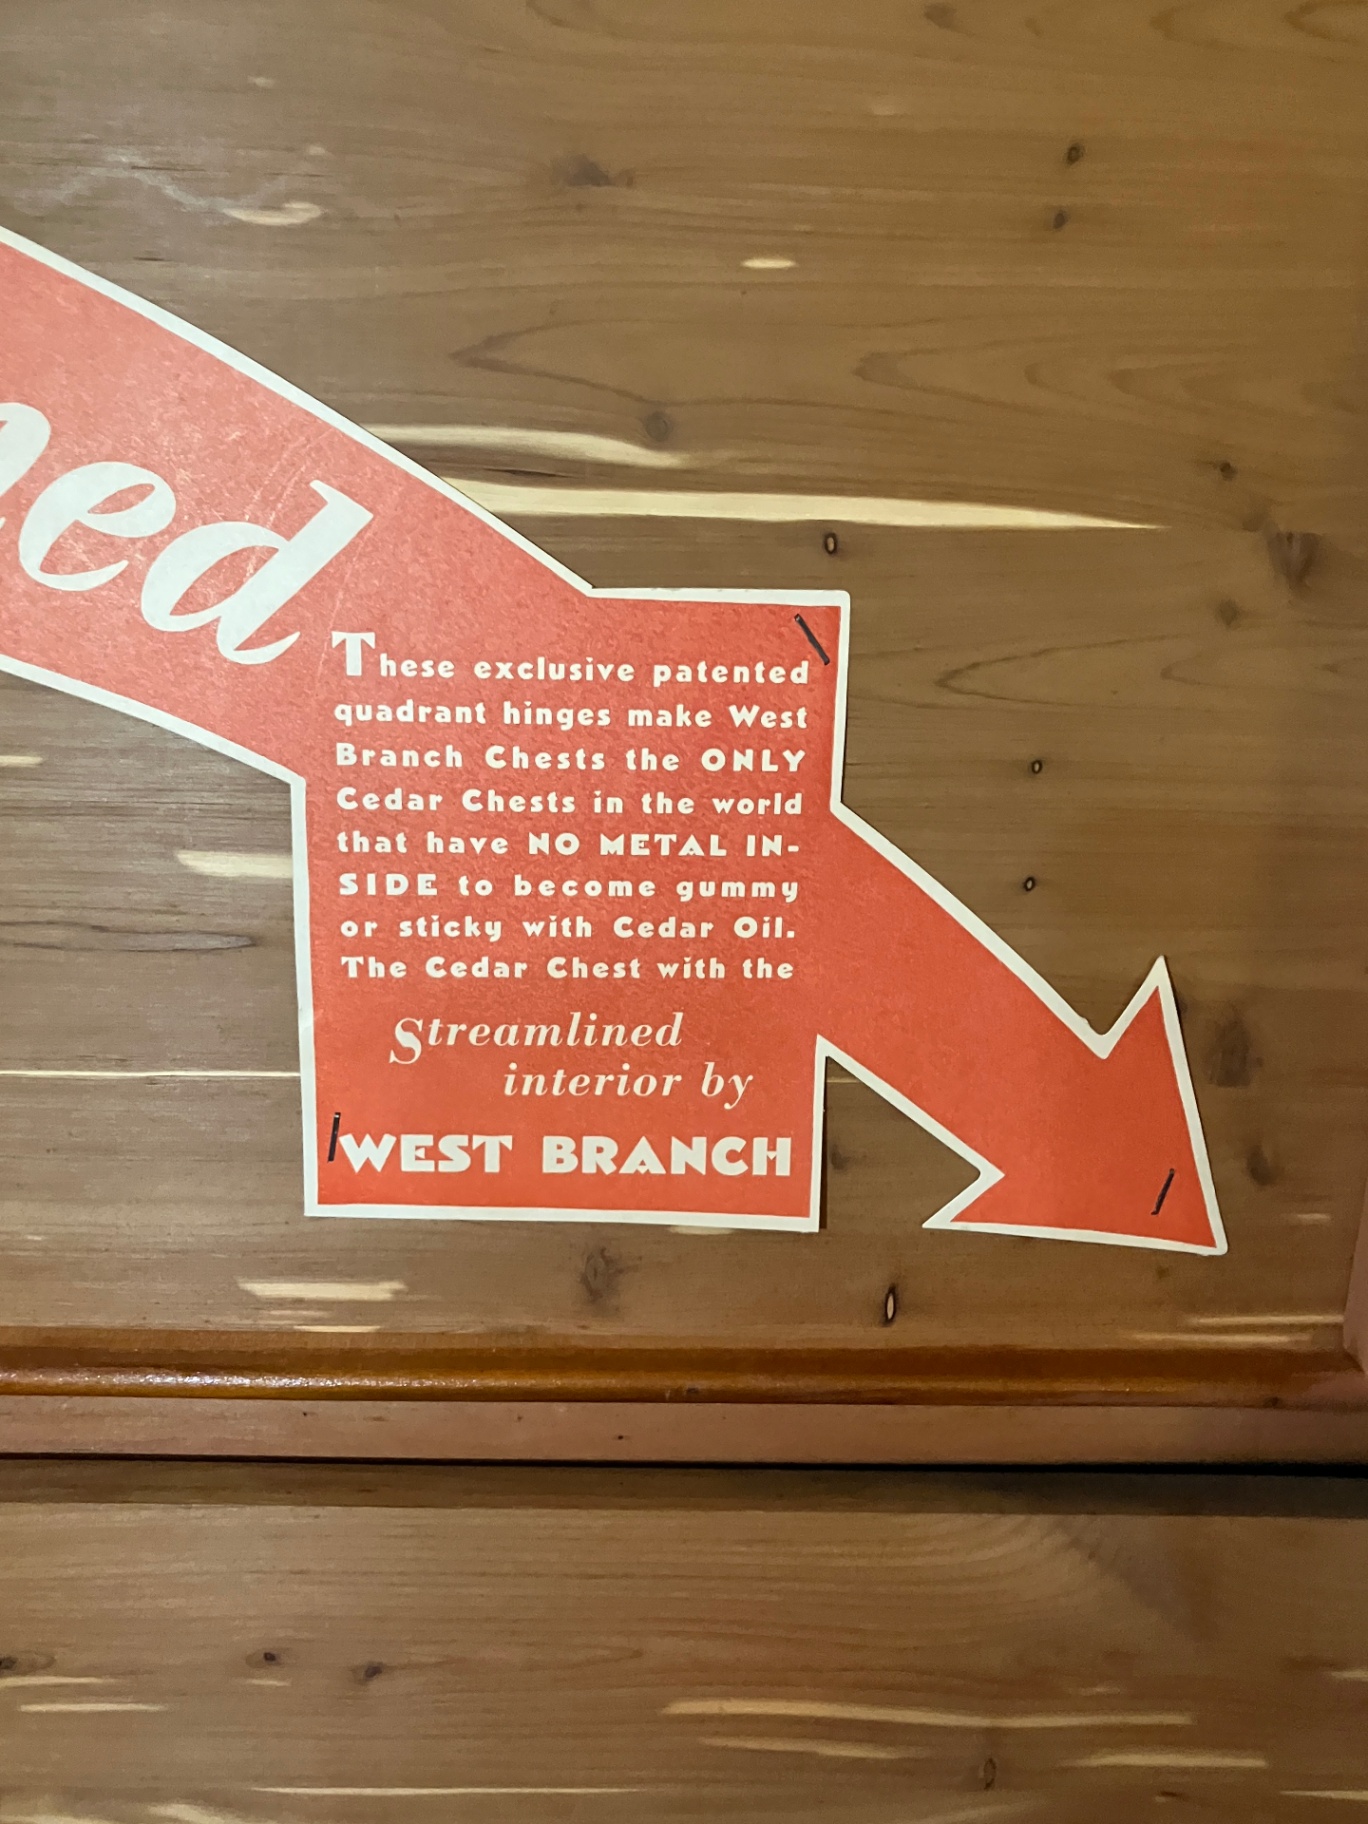 ned
These exclusive patented
quadrant hinges make West
Branch Chests the ONLY
Cedar Chests in the world
that have NO METAL IN-
SIDE to become gummy
or sticky with Cedar Oil.
The Cedar Chest with the
Streamlined
interior by
WEST BRANCH